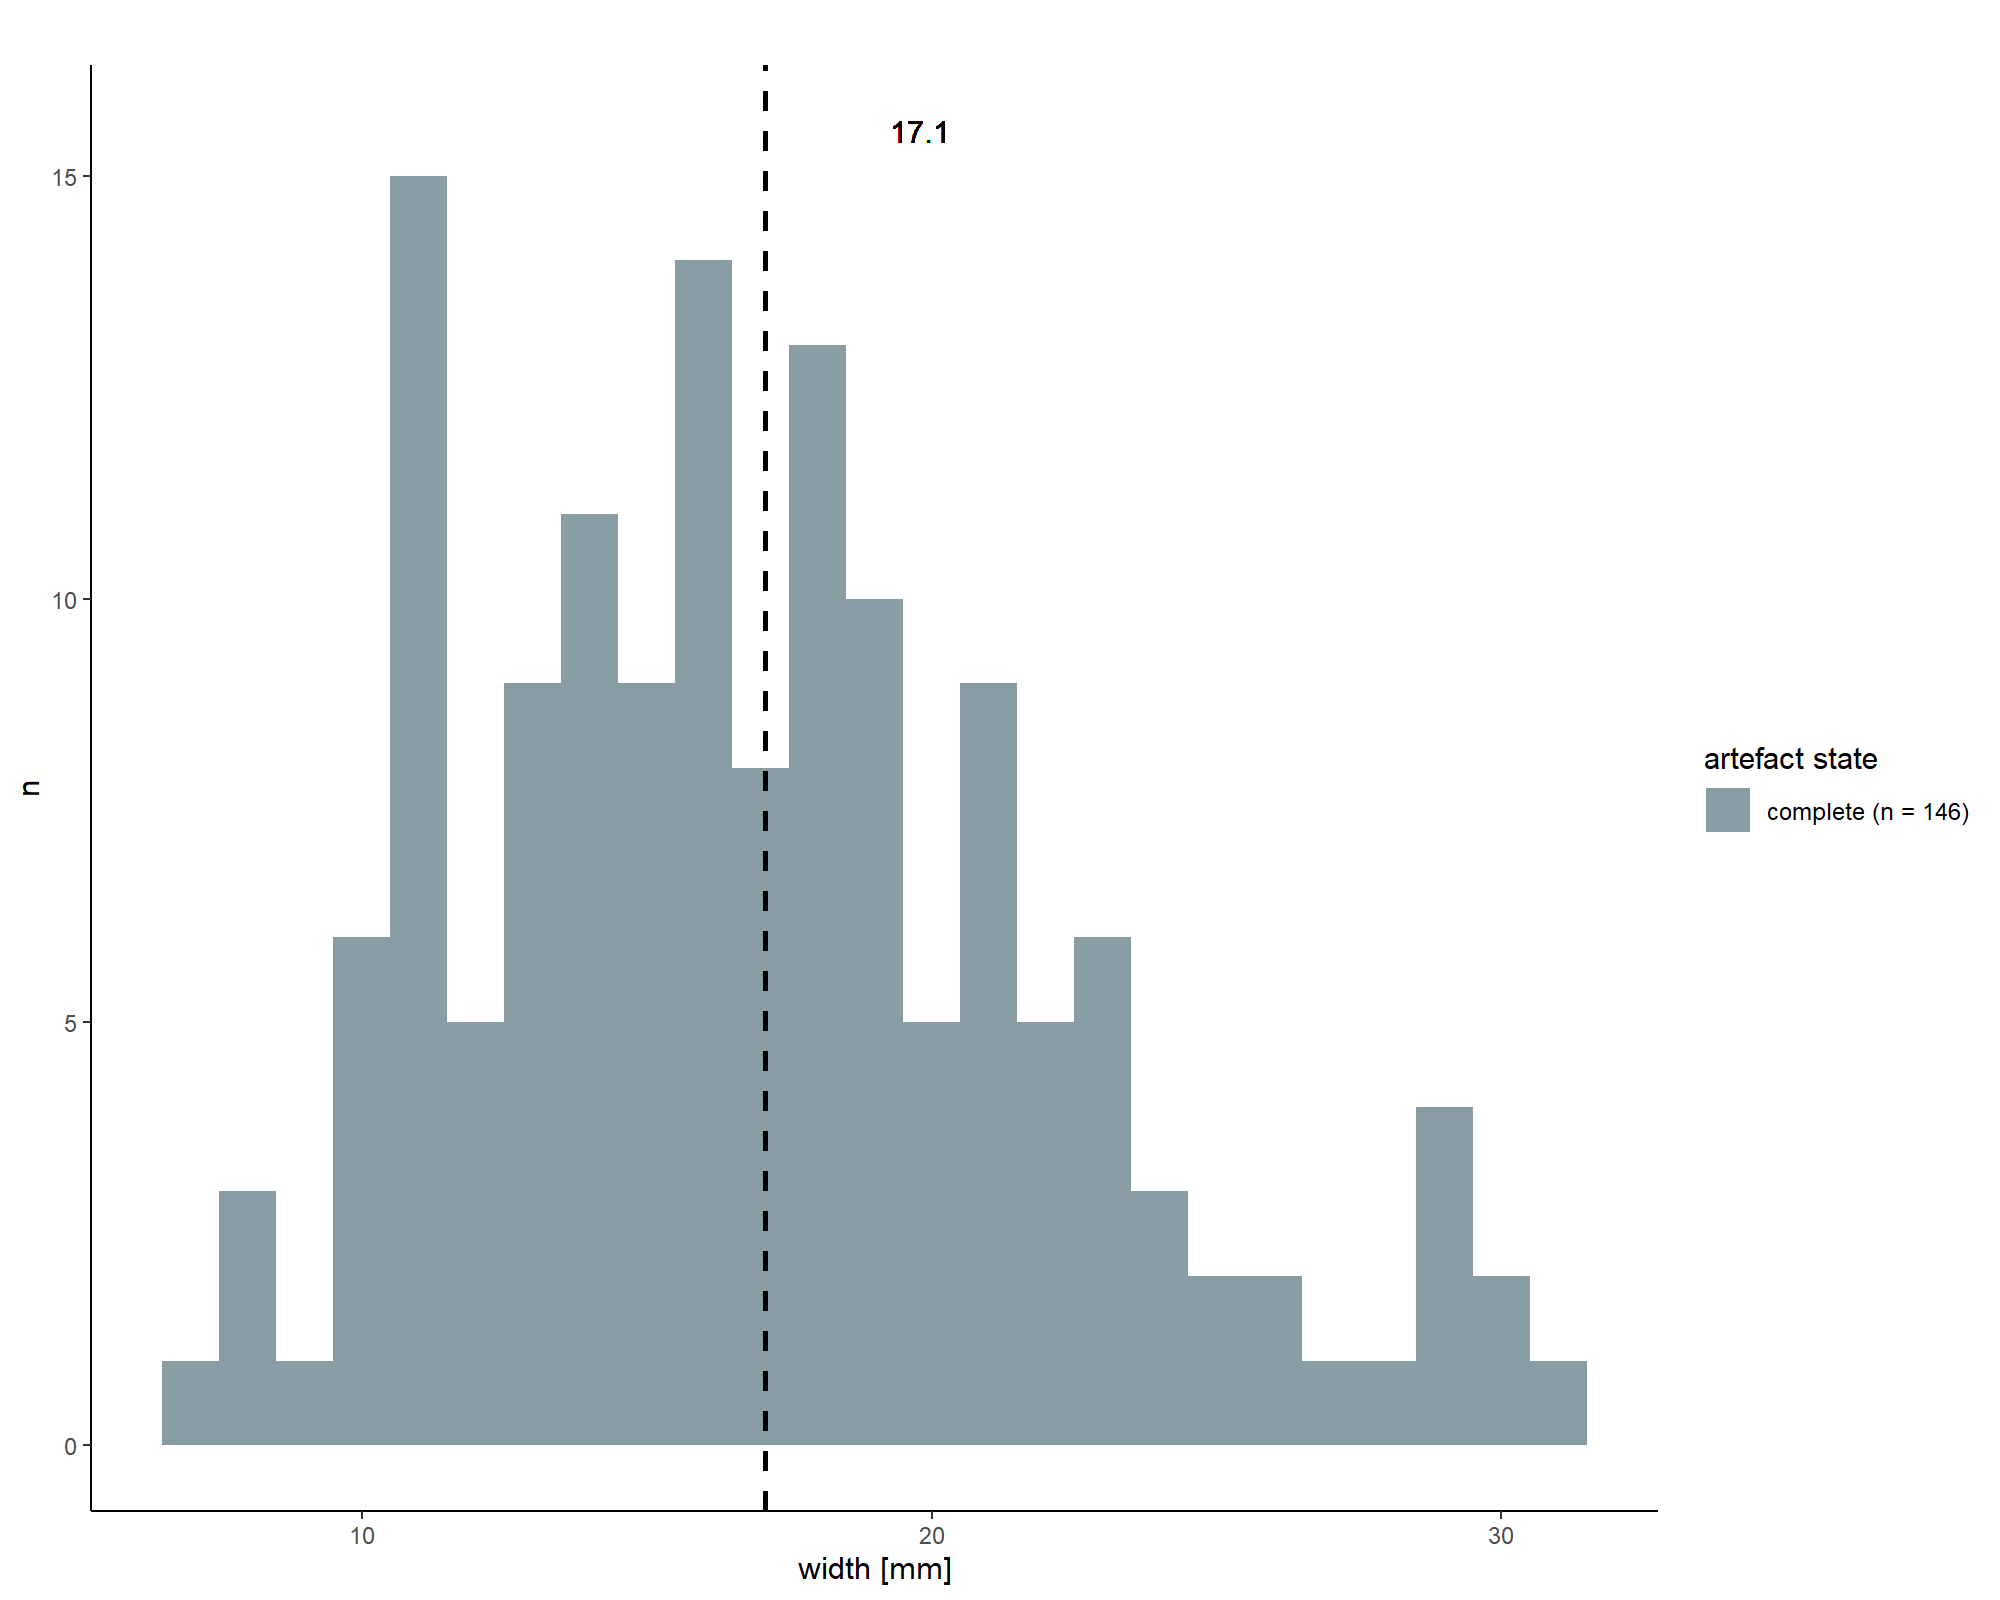 17.1
15
10
5
0
n
10 20 30
width [mm]
artefact state
complete (n = 146)